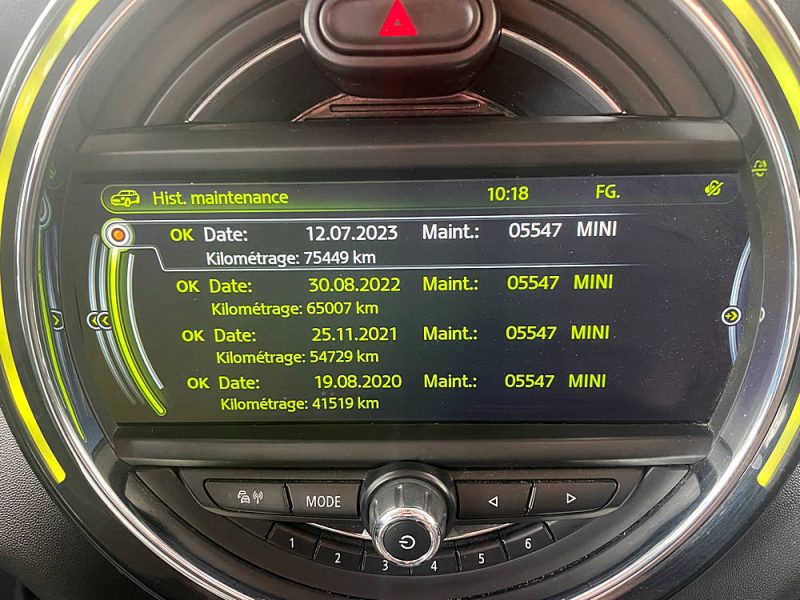 Hist. maintenance 10:18 FG.
OK Date: 12.07.2023 Maint.: 05547 MINI
Kilométrage: 75449 km
OK Date: 30.08.2022 Maint.: 05547 MINI
Kilométrage: 65007 km
OK Date: 25.11.2021 Maint.: 05547 MINI
Kilométrage: 54729 km
OK Date: 19.08.2020 Maint.: 05547 MINI
Kilométrage: 41519 km
MODE
1 2 3 4 5 6